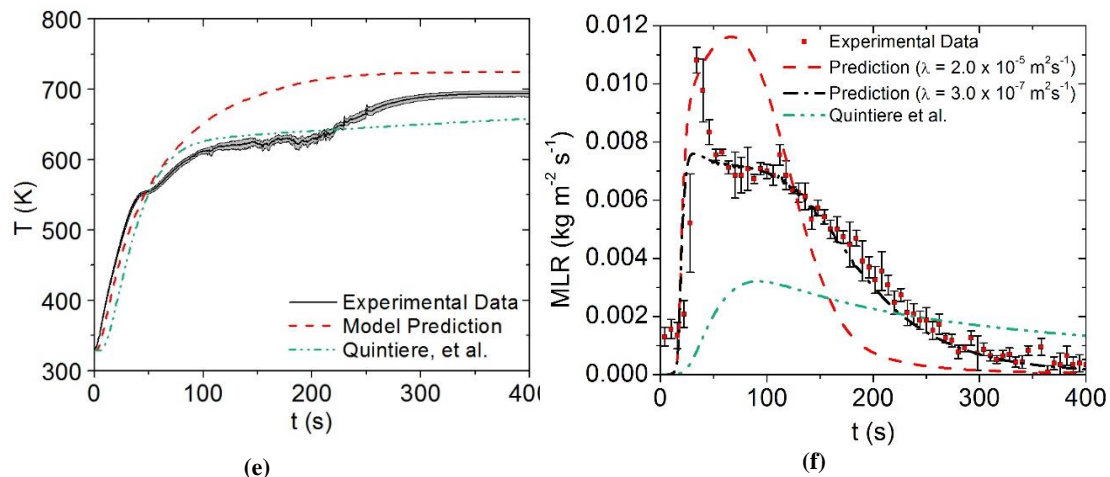 800
700
600
500
400
300
T (K)
0
100
200
300
400
t (s)
Experimental Data
Model Prediction
Quintiere, et al.
(e)
0.012
0.010
0.008
0.006
0.004
0.002
0.000
MLR (kg m⁻² s⁻¹)
0
100
200
300
400
t (s)
Experimental Data
Prediction (λ = 2.0 x 10⁻⁵ m²s⁻¹)
Prediction (λ = 3.0 x 10⁻⁷ m²s⁻¹)
Quintiere et al.
(f)